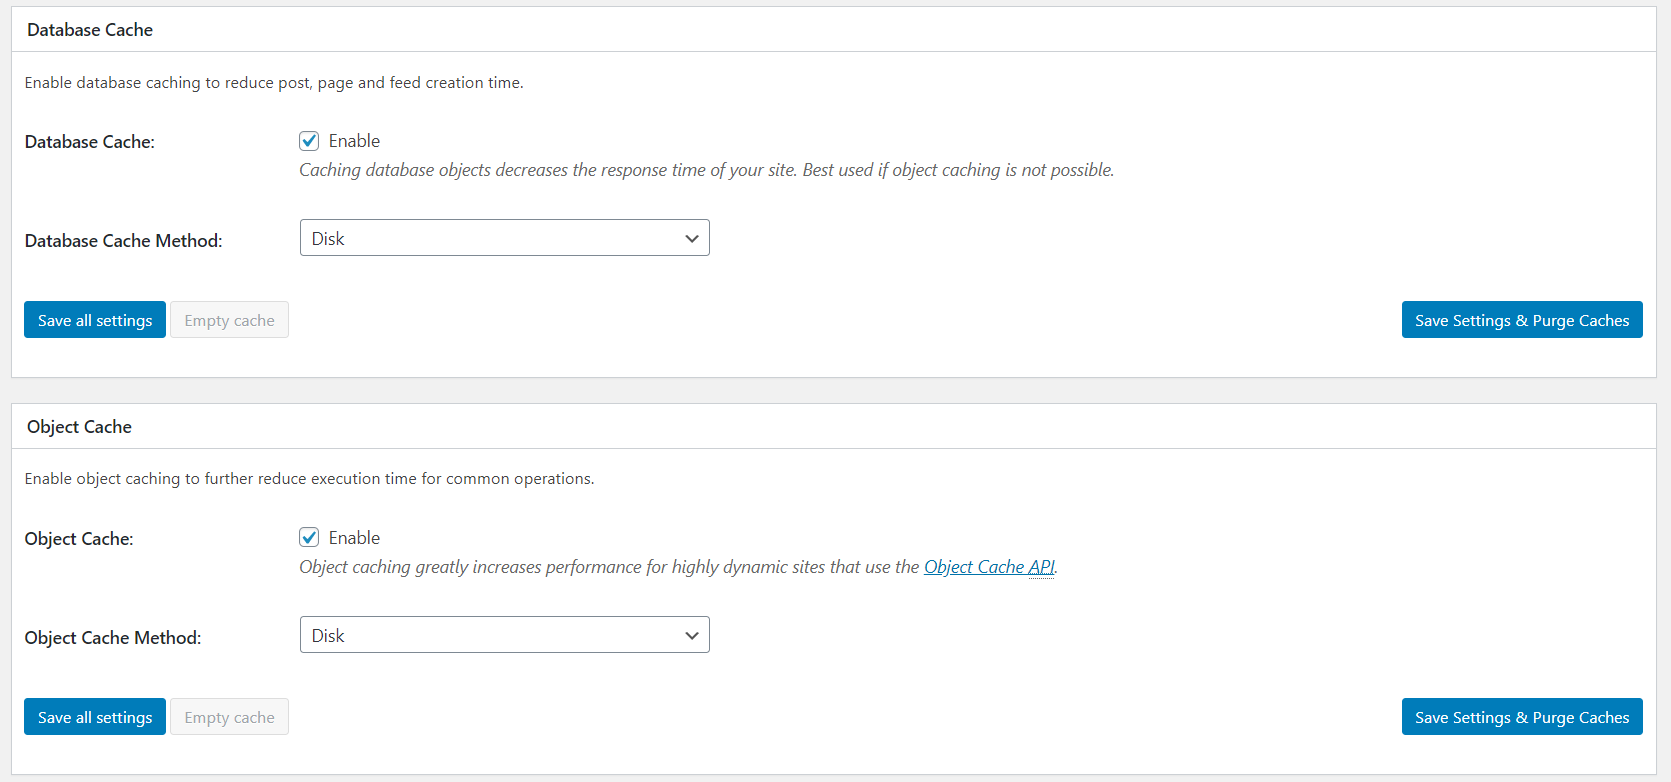 Database Cache
Enable database caching to reduce post, page and feed creation time.
Database Cache: Enable
Caching database objects decreases the response time of your site. Best used if object caching is not possible.
Database Cache Method: Disk
Save all settings Empty cache Save Settings & Purge Caches
Object Cache
Enable object caching to further reduce execution time for common operations.
Object Cache: Enable
Object caching greatly increases performance for highly dynamic sites that use the Object Cache API.
Object Cache Method: Disk
Save all settings Empty cache Save Settings & Purge Caches